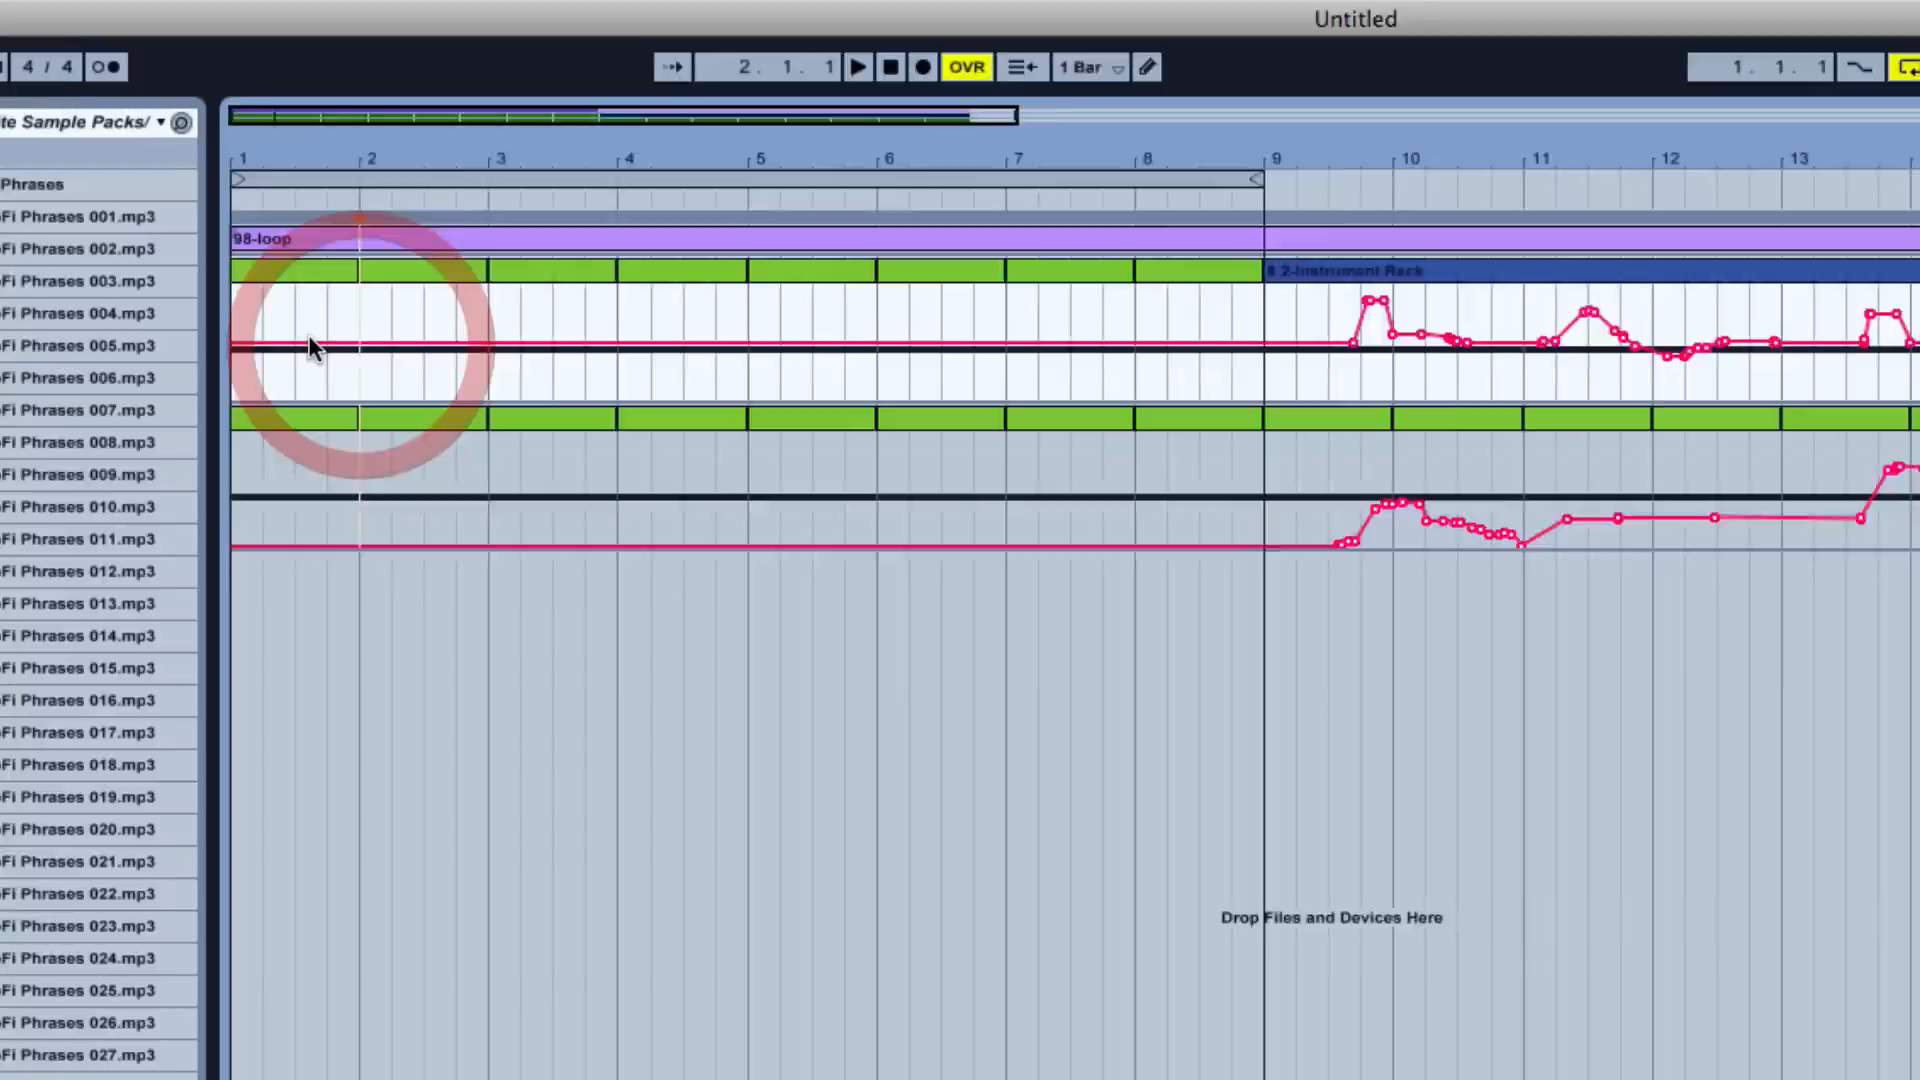 Untitled
4 / 4
2. 1. 1
OVR
1 Bar
1. 1. 1
te Sample Packs/
1 2 3 4 5 6 7 8 9 10 11 12 13
Phrases
Fi Phrases 001.mp3
98-loop
Fi Phrases 002.mp3
2-Instrument Rack
Fi Phrases 003.mp3
Fi Phrases 004.mp3
Fi Phrases 005.mp3
Fi Phrases 006.mp3
Fi Phrases 007.mp3
Fi Phrases 008.mp3
Fi Phrases 009.mp3
Fi Phrases 010.mp3
Fi Phrases 011.mp3
Fi Phrases 012.mp3
Fi Phrases 013.mp3
Fi Phrases 014.mp3
Fi Phrases 015.mp3
Fi Phrases 016.mp3
Fi Phrases 017.mp3
Fi Phrases 018.mp3
Fi Phrases 019.mp3
Fi Phrases 020.mp3
Fi Phrases 021.mp3
Fi Phrases 022.mp3
Fi Phrases 023.mp3
Drop Files and Devices Here
Fi Phrases 024.mp3
Fi Phrases 025.mp3
Fi Phrases 026.mp3
Fi Phrases 027.mp3